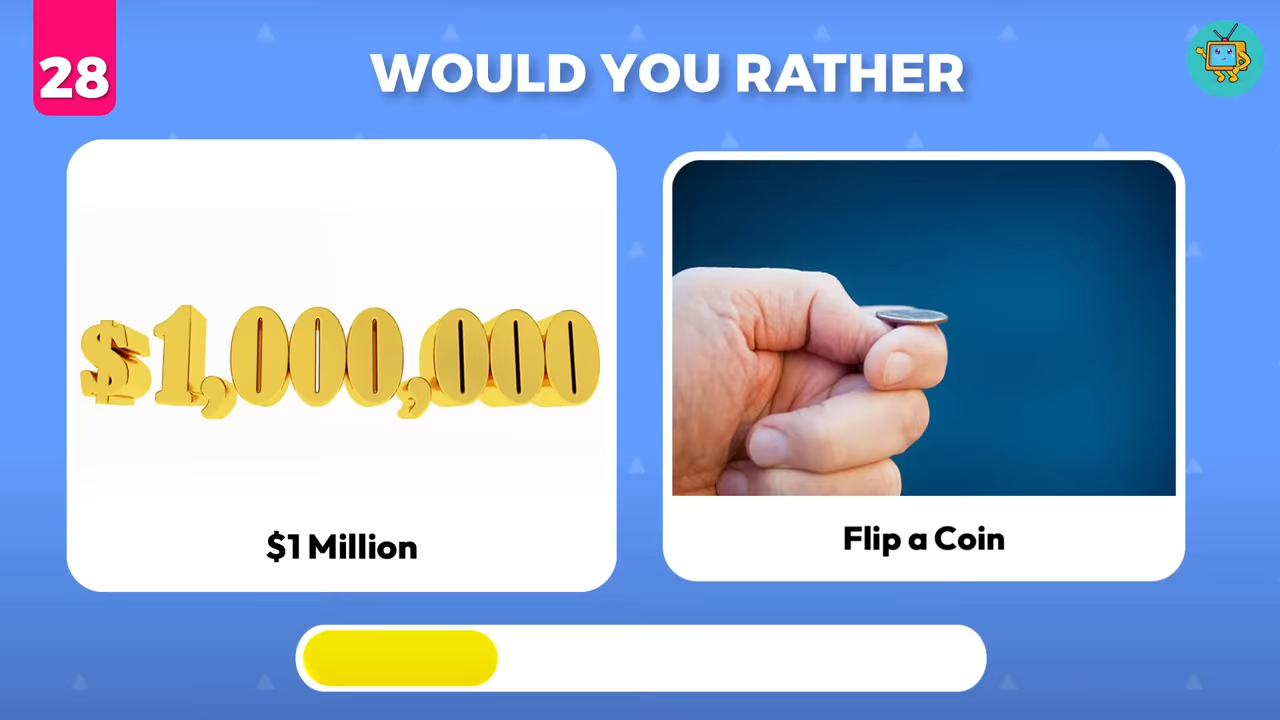 28
WOULD YOU RATHER
$1,000,000
$1 Million
Flip a Coin